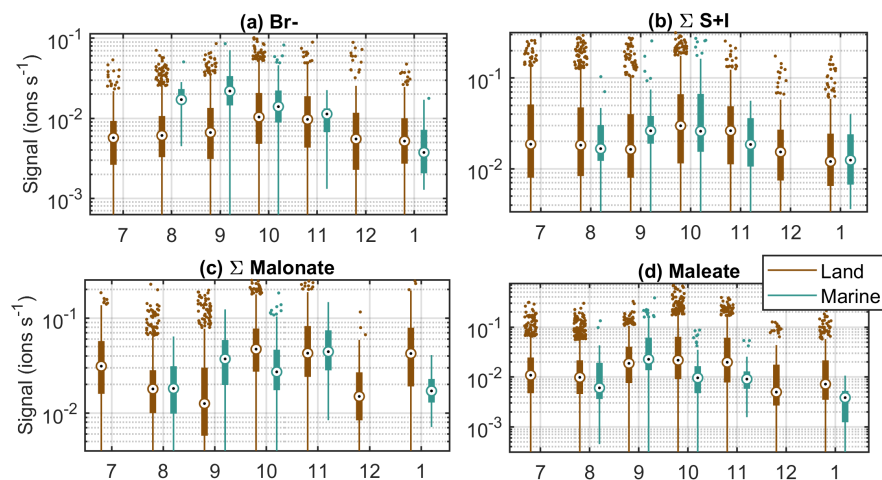 (a) Br-
10⁻¹
10⁻²
10⁻³
Signal (ions s⁻¹)
7 8 9 10 11 12 1
(b) Σ S+I
10⁻¹
10⁻²
7 8 9 10 11 12 1
(c) Σ Malonate
10⁻¹
10⁻²
Signal (ions s⁻¹)
7 8 9 10 11 12 1
(d) Maleate
Land
Marine
10⁻¹
10⁻²
10⁻³
7 8 9 10 11 12 1